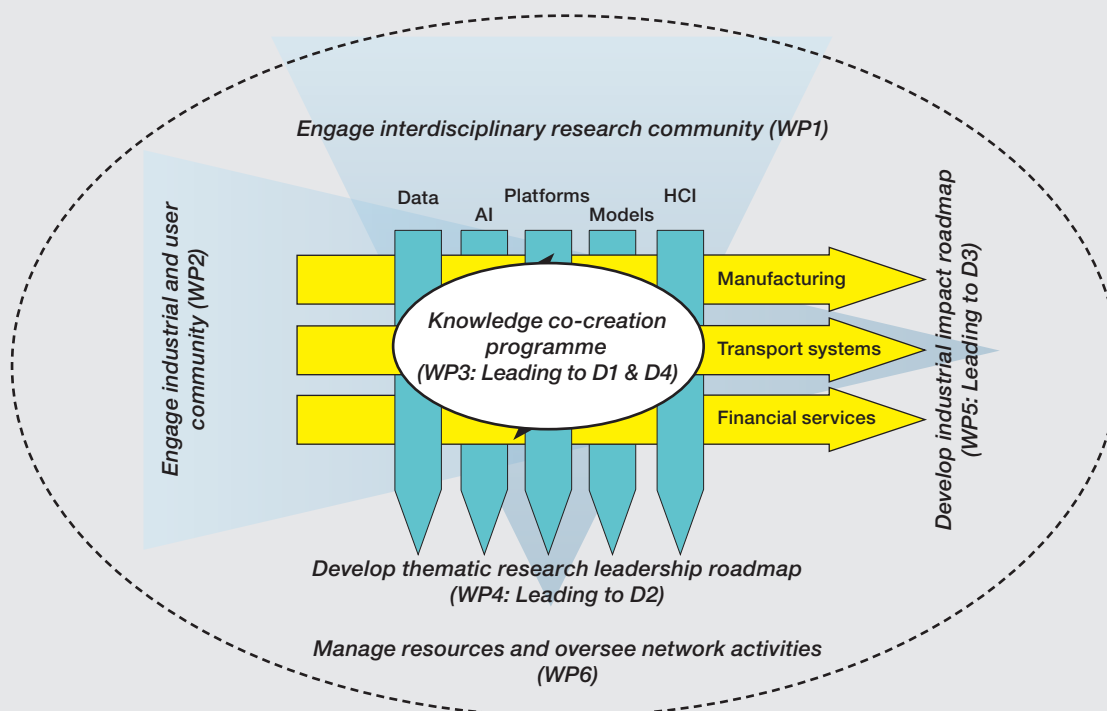 Engage interdisciplinary research community (WP1)
Data
AI
Platforms
Models
HCI
Engage industrial and user
community (WP2)
Manufacturing
Transport systems
Financial services
Knowledge co-creation
programme
(WP3: Leading to D1 & D4)
Develop industrial impact roadmap
(WP5: Leading to D3)
Develop thematic research leadership roadmap
(WP4: Leading to D2)
Manage resources and oversee network activities
(WP6)